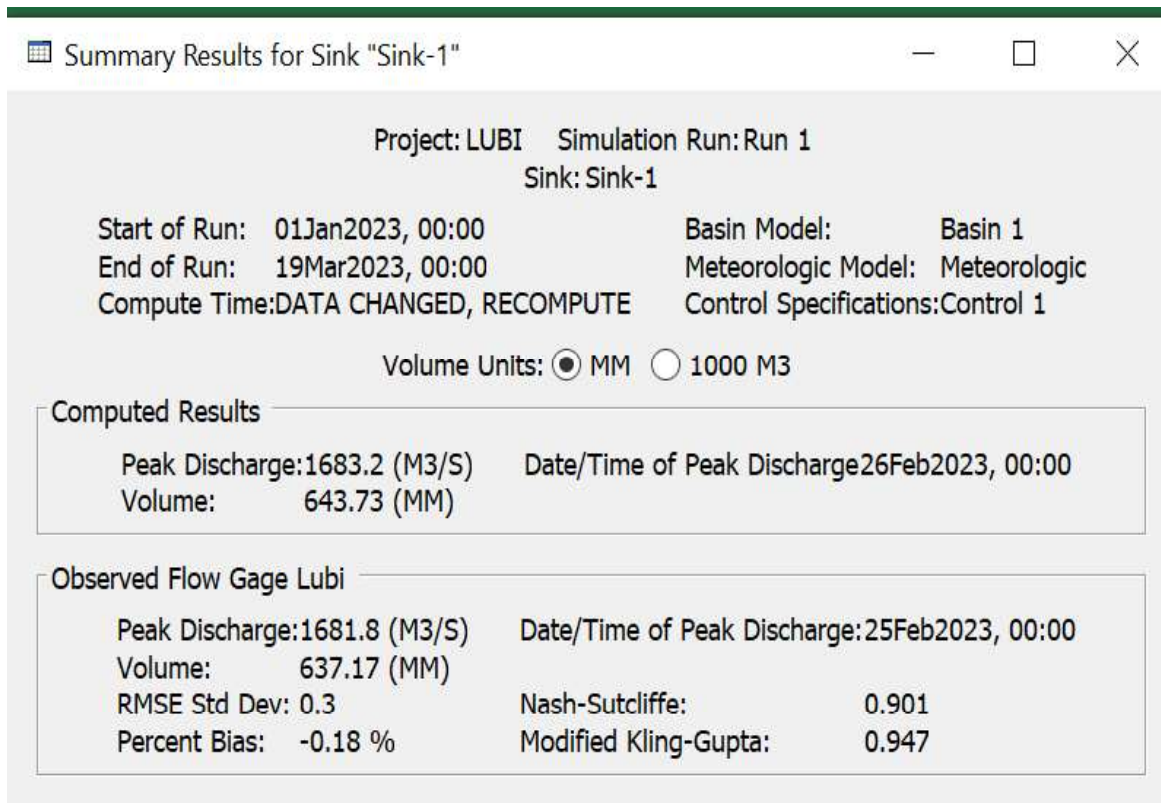 Summary Results for Sink "Sink-1"
Project: LUBI Simulation Run: Run 1
Sink: Sink-1
Start of Run: 01Jan2023, 00:00 Basin Model: Basin 1
End of Run: 19Mar2023, 00:00 Meteorologic Model: Meteorologic
Compute Time:DATA CHANGED, RECOMPUTE Control Specifications:Control 1
Volume Units: MM 1000 M3
Computed Results
Peak Discharge:1683.2 (M3/S) Date/Time of Peak Discharge26Feb2023, 00:00
Volume: 643.73 (MM)
Observed Flow Gage Lubi
Peak Discharge:1681.8 (M3/S) Date/Time of Peak Discharge:25Feb2023, 00:00
Volume: 637.17 (MM)
RMSE Std Dev: 0.3 Nash-Sutcliffe: 0.901
Percent Bias: -0.18 % Modified Kling-Gupta: 0.947